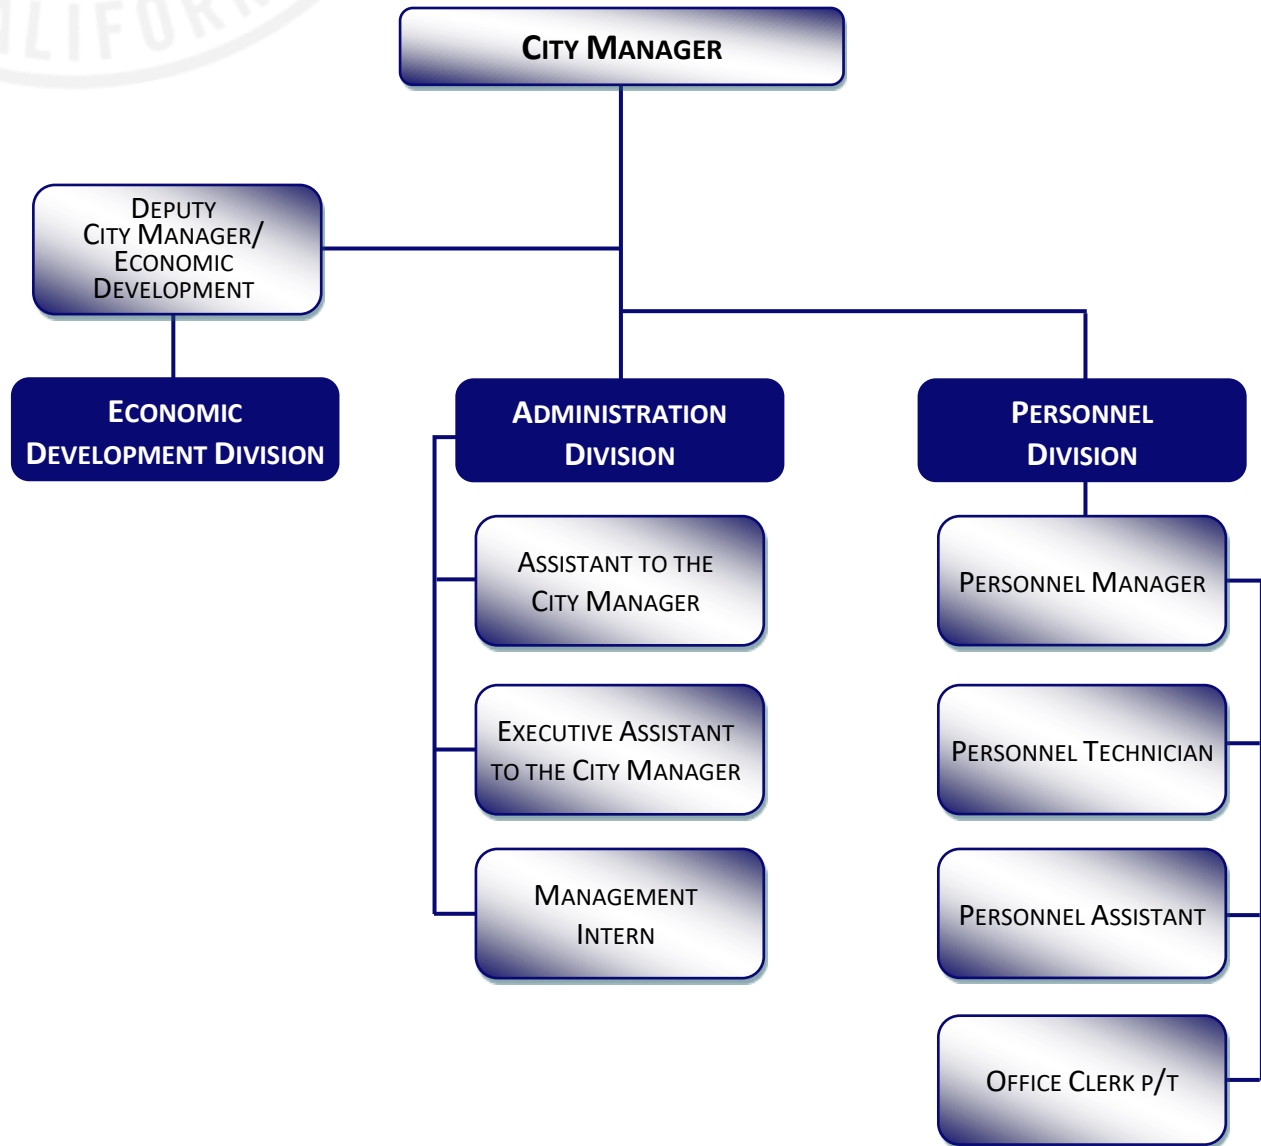 CITY MANAGER
DEPUTY
CITY MANAGER/
ECONOMIC
DEVELOPMENT
ECONOMIC
DEVELOPMENT DIVISION
ADMINISTRATION
DIVISION
PERSONNEL
DIVISION
ASSISTANT TO THE
CITY MANAGER
EXECUTIVE ASSISTANT
TO THE CITY MANAGER
MANAGEMENT
INTERN
PERSONNEL MANAGER
PERSONNEL TECHNICIAN
PERSONNEL ASSISTANT
OFFICE CLERK P/T